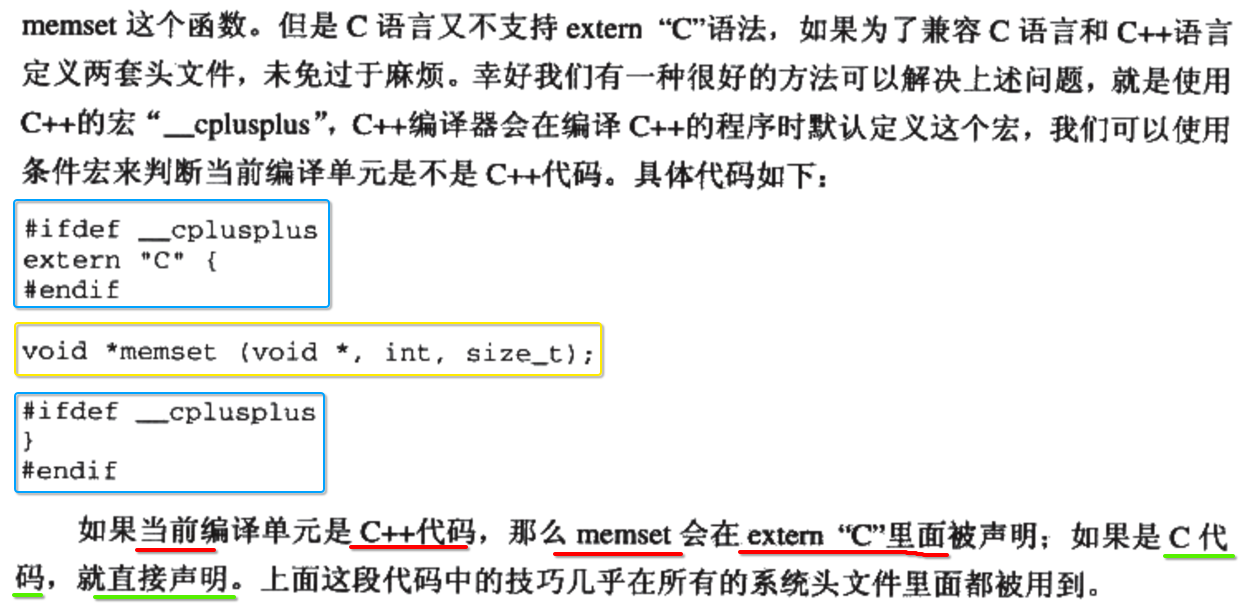 memset 这个函数。但是 C 语言又不支持 extern “C”语法，如果为了兼容 C 语言和 C++语言
定义两套头文件，未免过于麻烦。幸好我们有一种很好的方法可以解决上述问题，就是使用
C++的宏“__cplusplus”，C++编译器会在编译 C++的程序时默认定义这个宏，我们可以使用
条件宏来判断当前编译单元是不是 C++代码。具体代码如下：
#ifdef __cplusplus
extern "C" {
#endif
void *memset (void *, int, size_t);
#ifdef __cplusplus
}
#endif
如果当前编译单元是 C++代码，那么 memset 会在 extern “C”里面被声明；如果是 C 代
码，就直接声明。上面这段代码中的技巧几乎在所有的系统头文件里面都被用到。